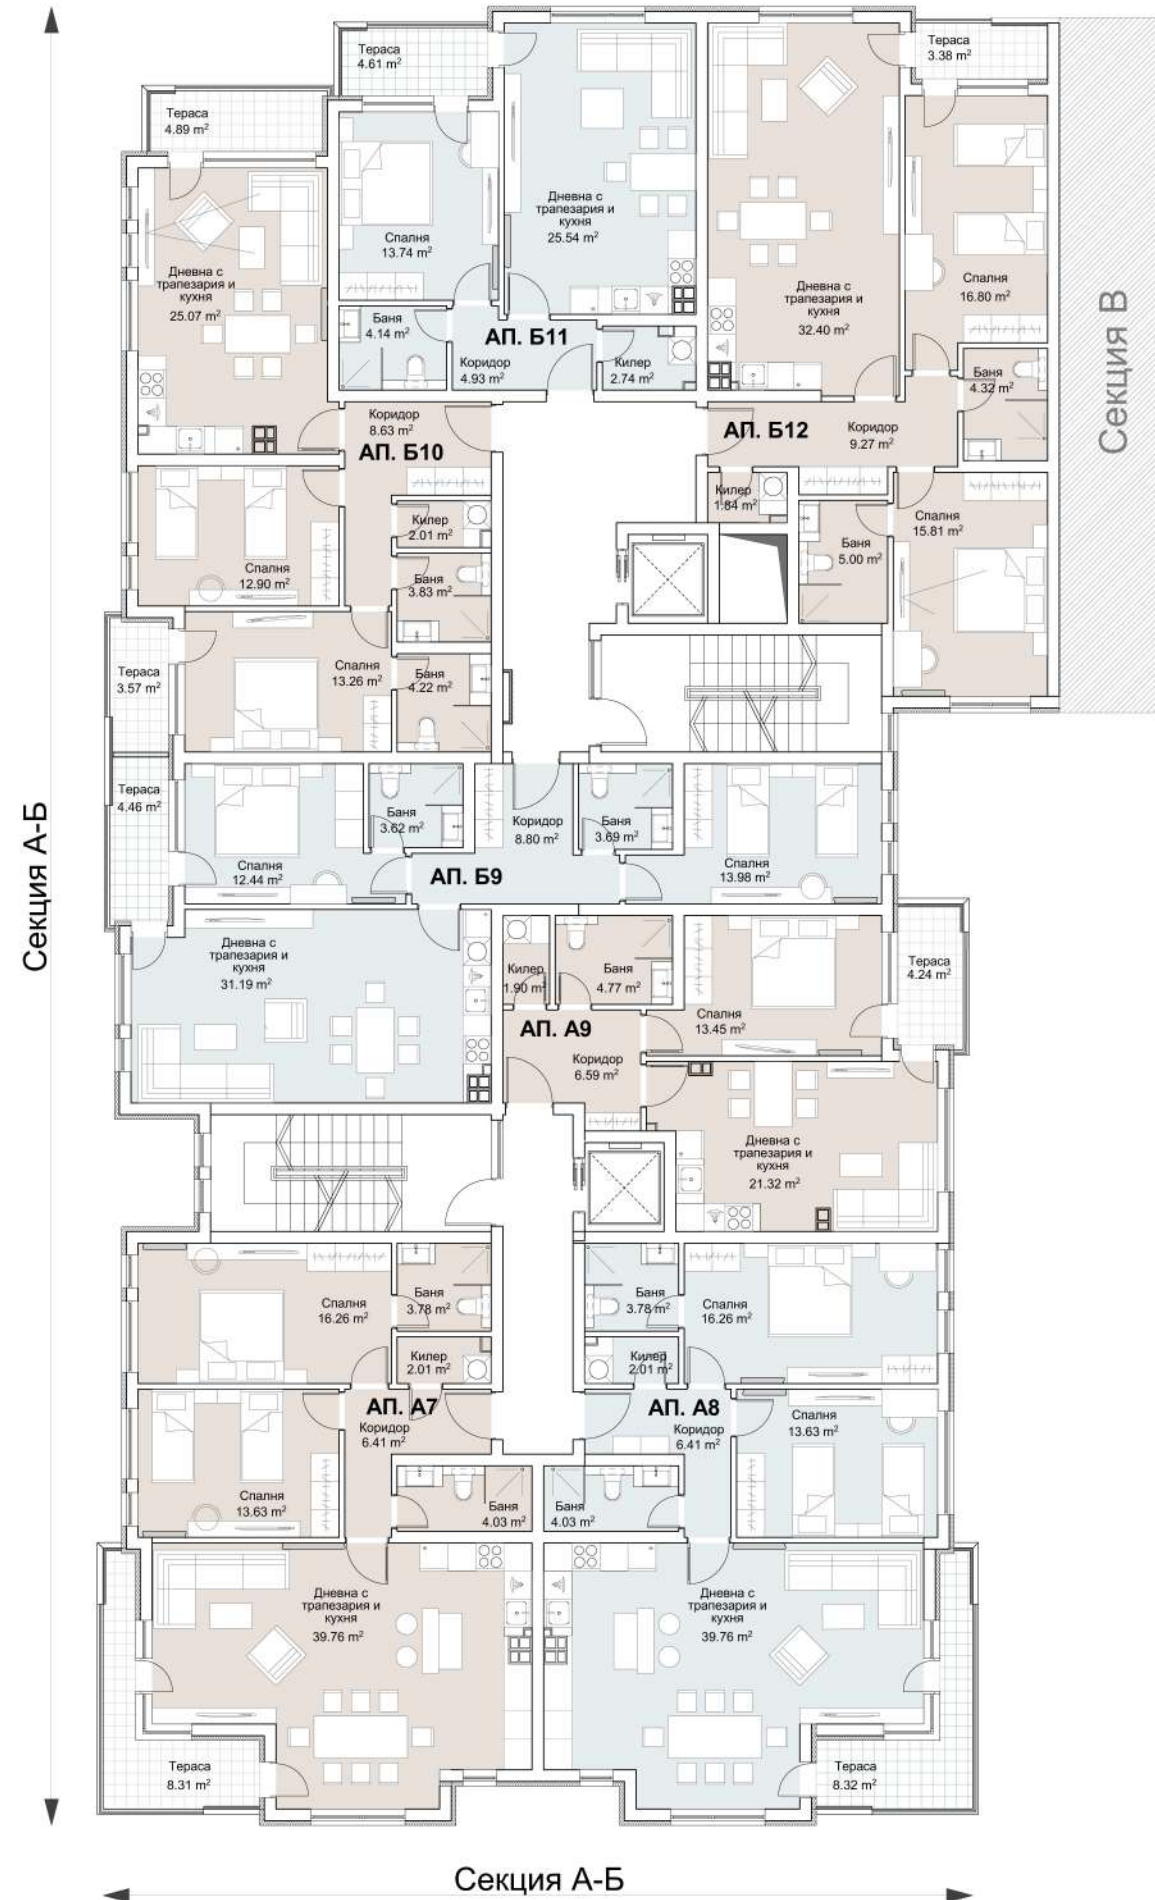 Тераса
4.61 m²
Тераса
3.38 m²
Тераса
4.89 m²
Дневна с
трапезария и
кухня
25.54 m²
Спалня
13.74 m²
Дневна с
трапезария и
кухня
25.07 m²
Дневна с
трапезария и
кухня
32.40 m²
Спалня
16.80 m²
Баня
4.14 m²
АП. Б11
Коридор
4.93 m²
Килер
2.74 m²
Баня
4.32 m²
Секция В
Коридор
8.63 m²
АП. Б10
АП. Б12
Коридор
9.27 m²
Килер
1.84 m²
Килер
2.01 m²
Спалня
15.81 m²
Баня
5.00 m²
Спалня
12.90 m²
Баня
3.83 m²
Тераса
3.57 m²
Спалня
13.26 m²
Баня
4.22 m²
Тераса
4.46 m²
Баня
3.62 m²
Коридор
8.80 m²
Баня
3.69 m²
Спалня
12.44 m²
АП. Б9
Спалня
13.98 m²
Секция А-Б
Дневна с
трапезария и
кухня
31.19 m²
Килер
1.90 m²
Баня
4.77 m²
Тераса
4.24 m²
Спалня
13.45 m²
АП. А9
Коридор
6.59 m²
Дневна с
трапезария и
кухня
21.32 m²
Спалня
16.26 m²
Баня
3.78 m²
Баня
3.78 m²
Спалня
16.26 m²
Килер
2.01 m²
Килер
2.01 m²
АП. А7
Коридор
6.41 m²
АП. А8
Коридор
6.41 m²
Спалня
13.63 m²
Спалня
13.63 m²
Баня
4.03 m²
Баня
4.03 m²
Дневна с
трапезария и
кухня
39.76 m²
Дневна с
трапезария и
кухня
39.76 m²
Тераса
8.31 m²
Тераса
8.32 m²
Секция А-Б